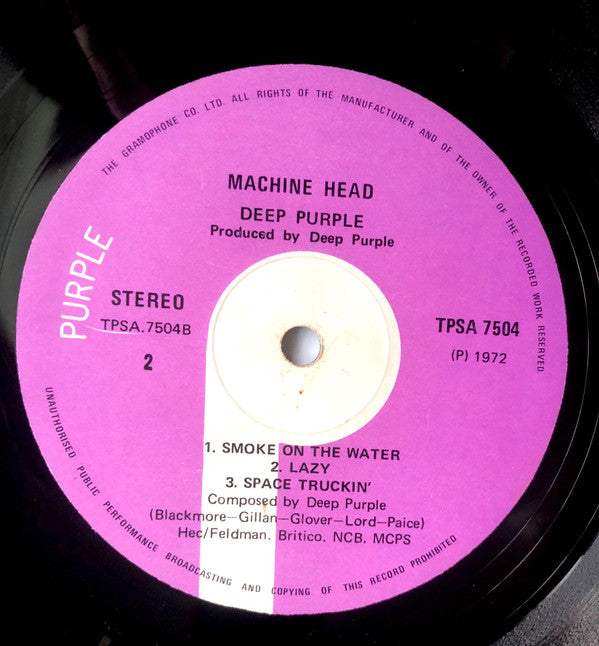 THE GRAMOPHONE CO. LTD. ALL RIGHTS OF THE MANUFACTURER AND OF THE OWNER OF THE RECORDED WORK RESERVED
MACHINE HEAD
DEEP PURPLE
Produced by Deep Purple
PURPLE
STEREO
TPSA.7504B
2
TPSA 7504
(P) 1972
1. SMOKE ON THE WATER
2. LAZY
3. SPACE TRUCKIN'
Composed by Deep Purple
(Blackmore—Gillan—Glover—Lord—Paice)
Hec/Feldman. Britico. NCB. MCPS
UNAUTHORISED PUBLIC PERFORMANCE BROADCASTING AND COPYING OF THIS RECORD PROHIBITED